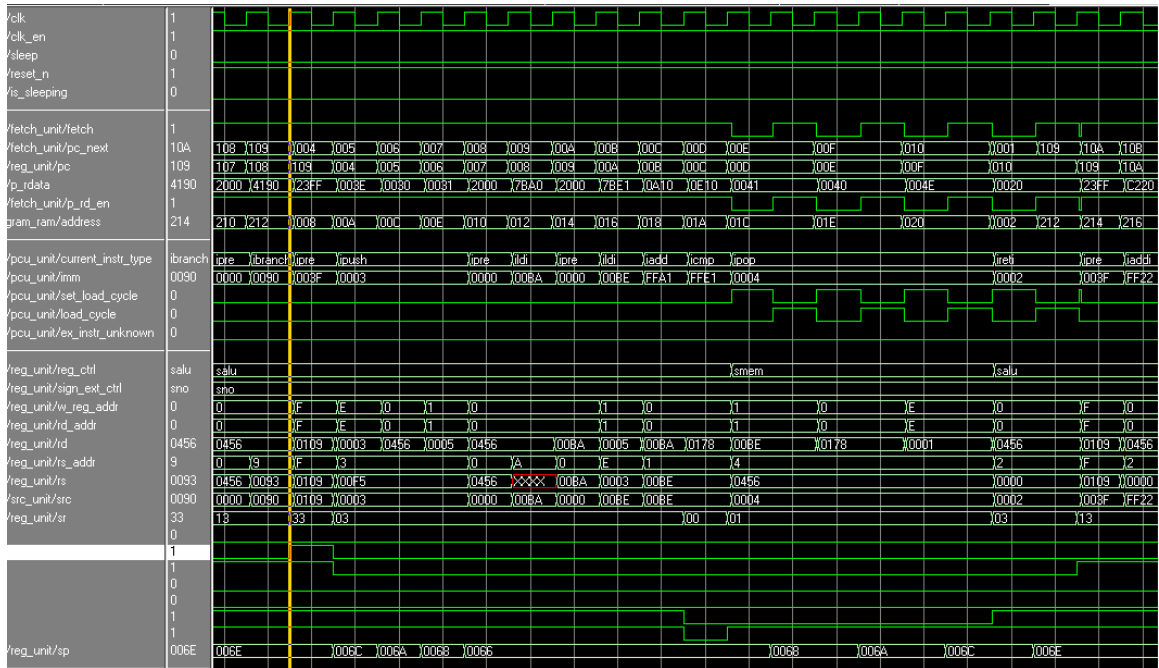 /clk 1
/clk_en 1
/sleep 0
/reset_n 1
/is_sleeping 0
/fetch_unit/fetch 1
/fetch_unit/pc_next 10A 108 109 004 005 006 007 008 009 00A 00B 00C 00D 00E 00F 010 001 109 10A 10B
/reg_unit/pc 109 107 108 109 004 005 006 007 008 009 00A 00B 00C 00D 00E 00F 010 109 10A
/p_rdata 4190 2000 4190 23FF 003E 0030 0031 2000 7BA0 2000 7BE1 0A10 0E10 0041 0040 004E 0020 23FF C220
/fetch_unit/p_rd_en 1
gram_ram/address 214 210 212 008 00A 00C 00E 010 012 014 016 018 01A 01C 01E 020 002 212 214 216
/pcu_unit/current_instr_type ibranch ipre ibranch ipre ipush ipre ildi ipre ildi iadd icmp ipop ireti ipre iaddi
/pcu_unit/imm 0090 0000 0090 003F 0003 0000 00BA 0000 00BE FFA1 FFE1 0004 0002 003F FF22
/pcu_unit/set_load_cycle 0
/pcu_unit/load_cycle 0
/pcu_unit/ex_instr_unknown 0
/reg_unit/reg_ctrl salu salu smem salu
/reg_unit/sign_ext_ctrl sno sno
/reg_unit/w_reg_addr 0 0 F E 0 1 0 1 0 1 0 E 0 F 0
/reg_unit/rd_addr 0 0 F E 0 1 0 1 0 1 0 E 0 F 0
/reg_unit/rd 0456 0456 0109 0003 0456 0005 0456 00BA 0005 00BA 0178 00BE 0178 0001 0456 0109 0456
/reg_unit/rs_addr 9 0 9 F 3 0 A 0 E 1 4 2 F 2
/reg_unit/rs 0093 0456 0093 0109 00F5 0456 XXXX 00BA 0003 00BE 0456 0000 0109 0000
/src_unit/src 0090 0000 0090 0109 0003 0000 00BA 0000 00BE 00BE 0004 0002 003F FF22
/reg_unit/sr 33 13 33 03 00 01 03 13
0
1
1
0
0
1
1
/reg_unit/sp 006E 006E 006C 006A 0068 0066 0068 006A 006C 006E